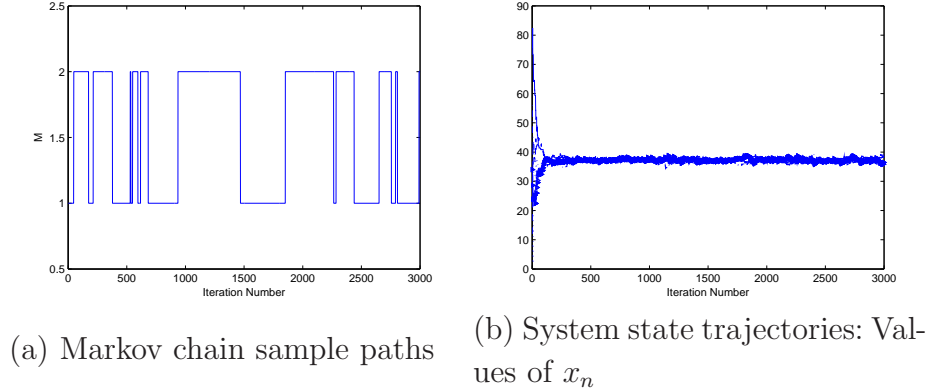 2.5
2
1.5
1
0.5
M
0 500 1000 1500 2000 2500 3000
Iteration Number
(a) Markov chain sample paths
90
80
70
60
50
40
30
20
10
0
0 500 1000 1500 2000 2500 3000
Iteration Number
(b) System state trajectories: Val-
ues of x_n